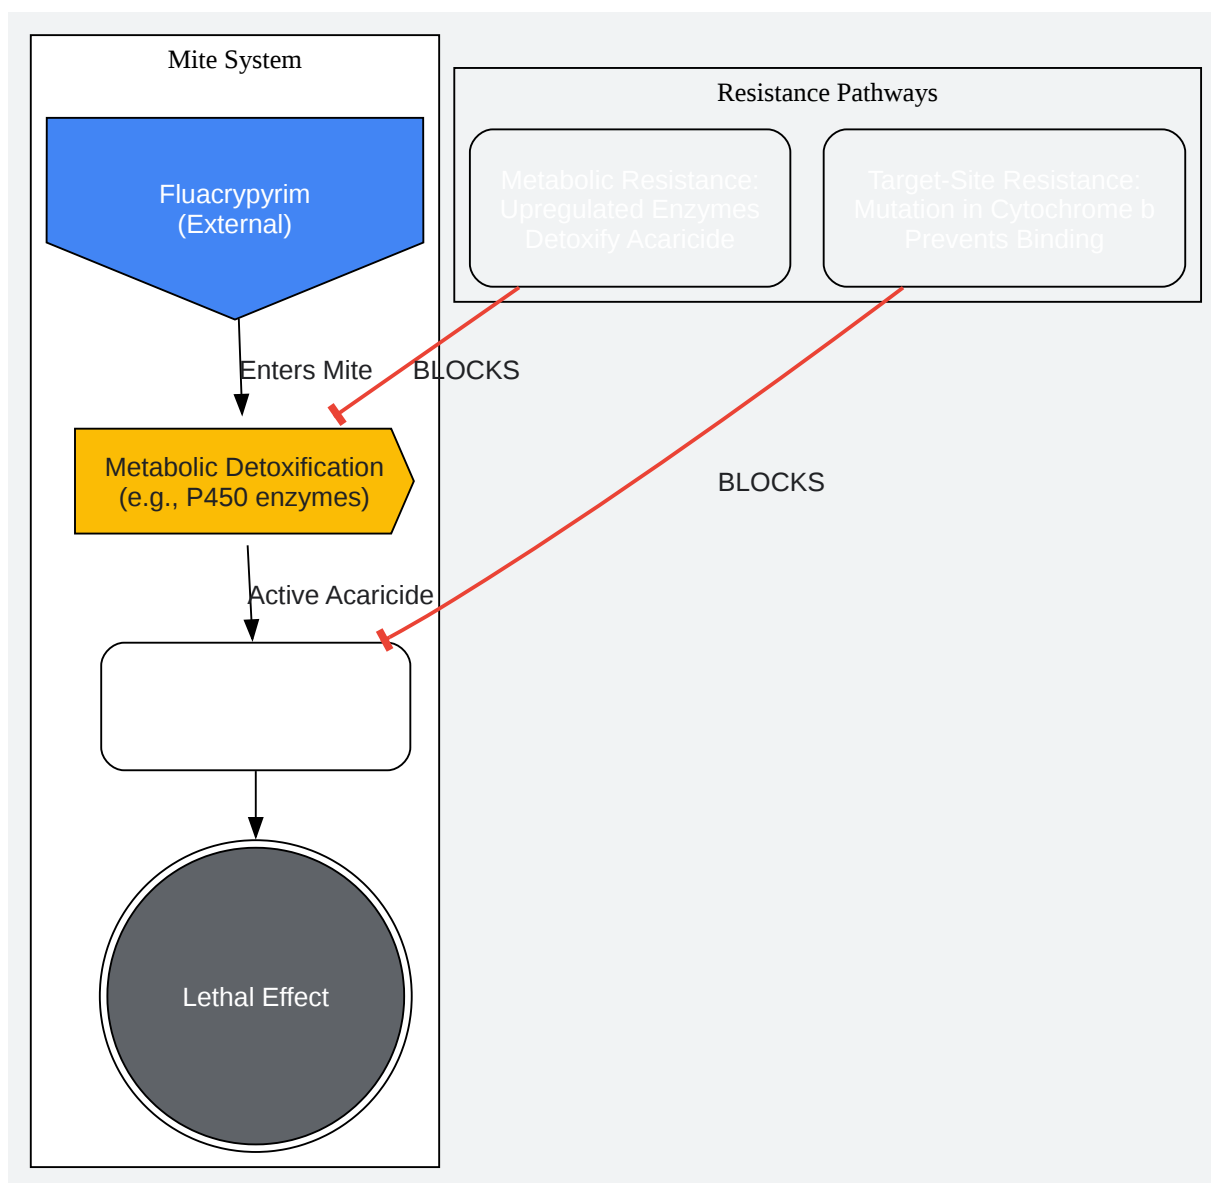 Mite System
Fluacrypyrim
(External)
Enters Mite
Metabolic Detoxification
(e.g., P450 enzymes)
Active Acaricide
Lethal Effect
Resistance Pathways
Metabolic Resistance:
Upregulated Enzymes
Detoxify Acaricide
Target-Site Resistance:
Mutation in Cytochrome b
Prevents Binding
BLOCKS
BLOCKS